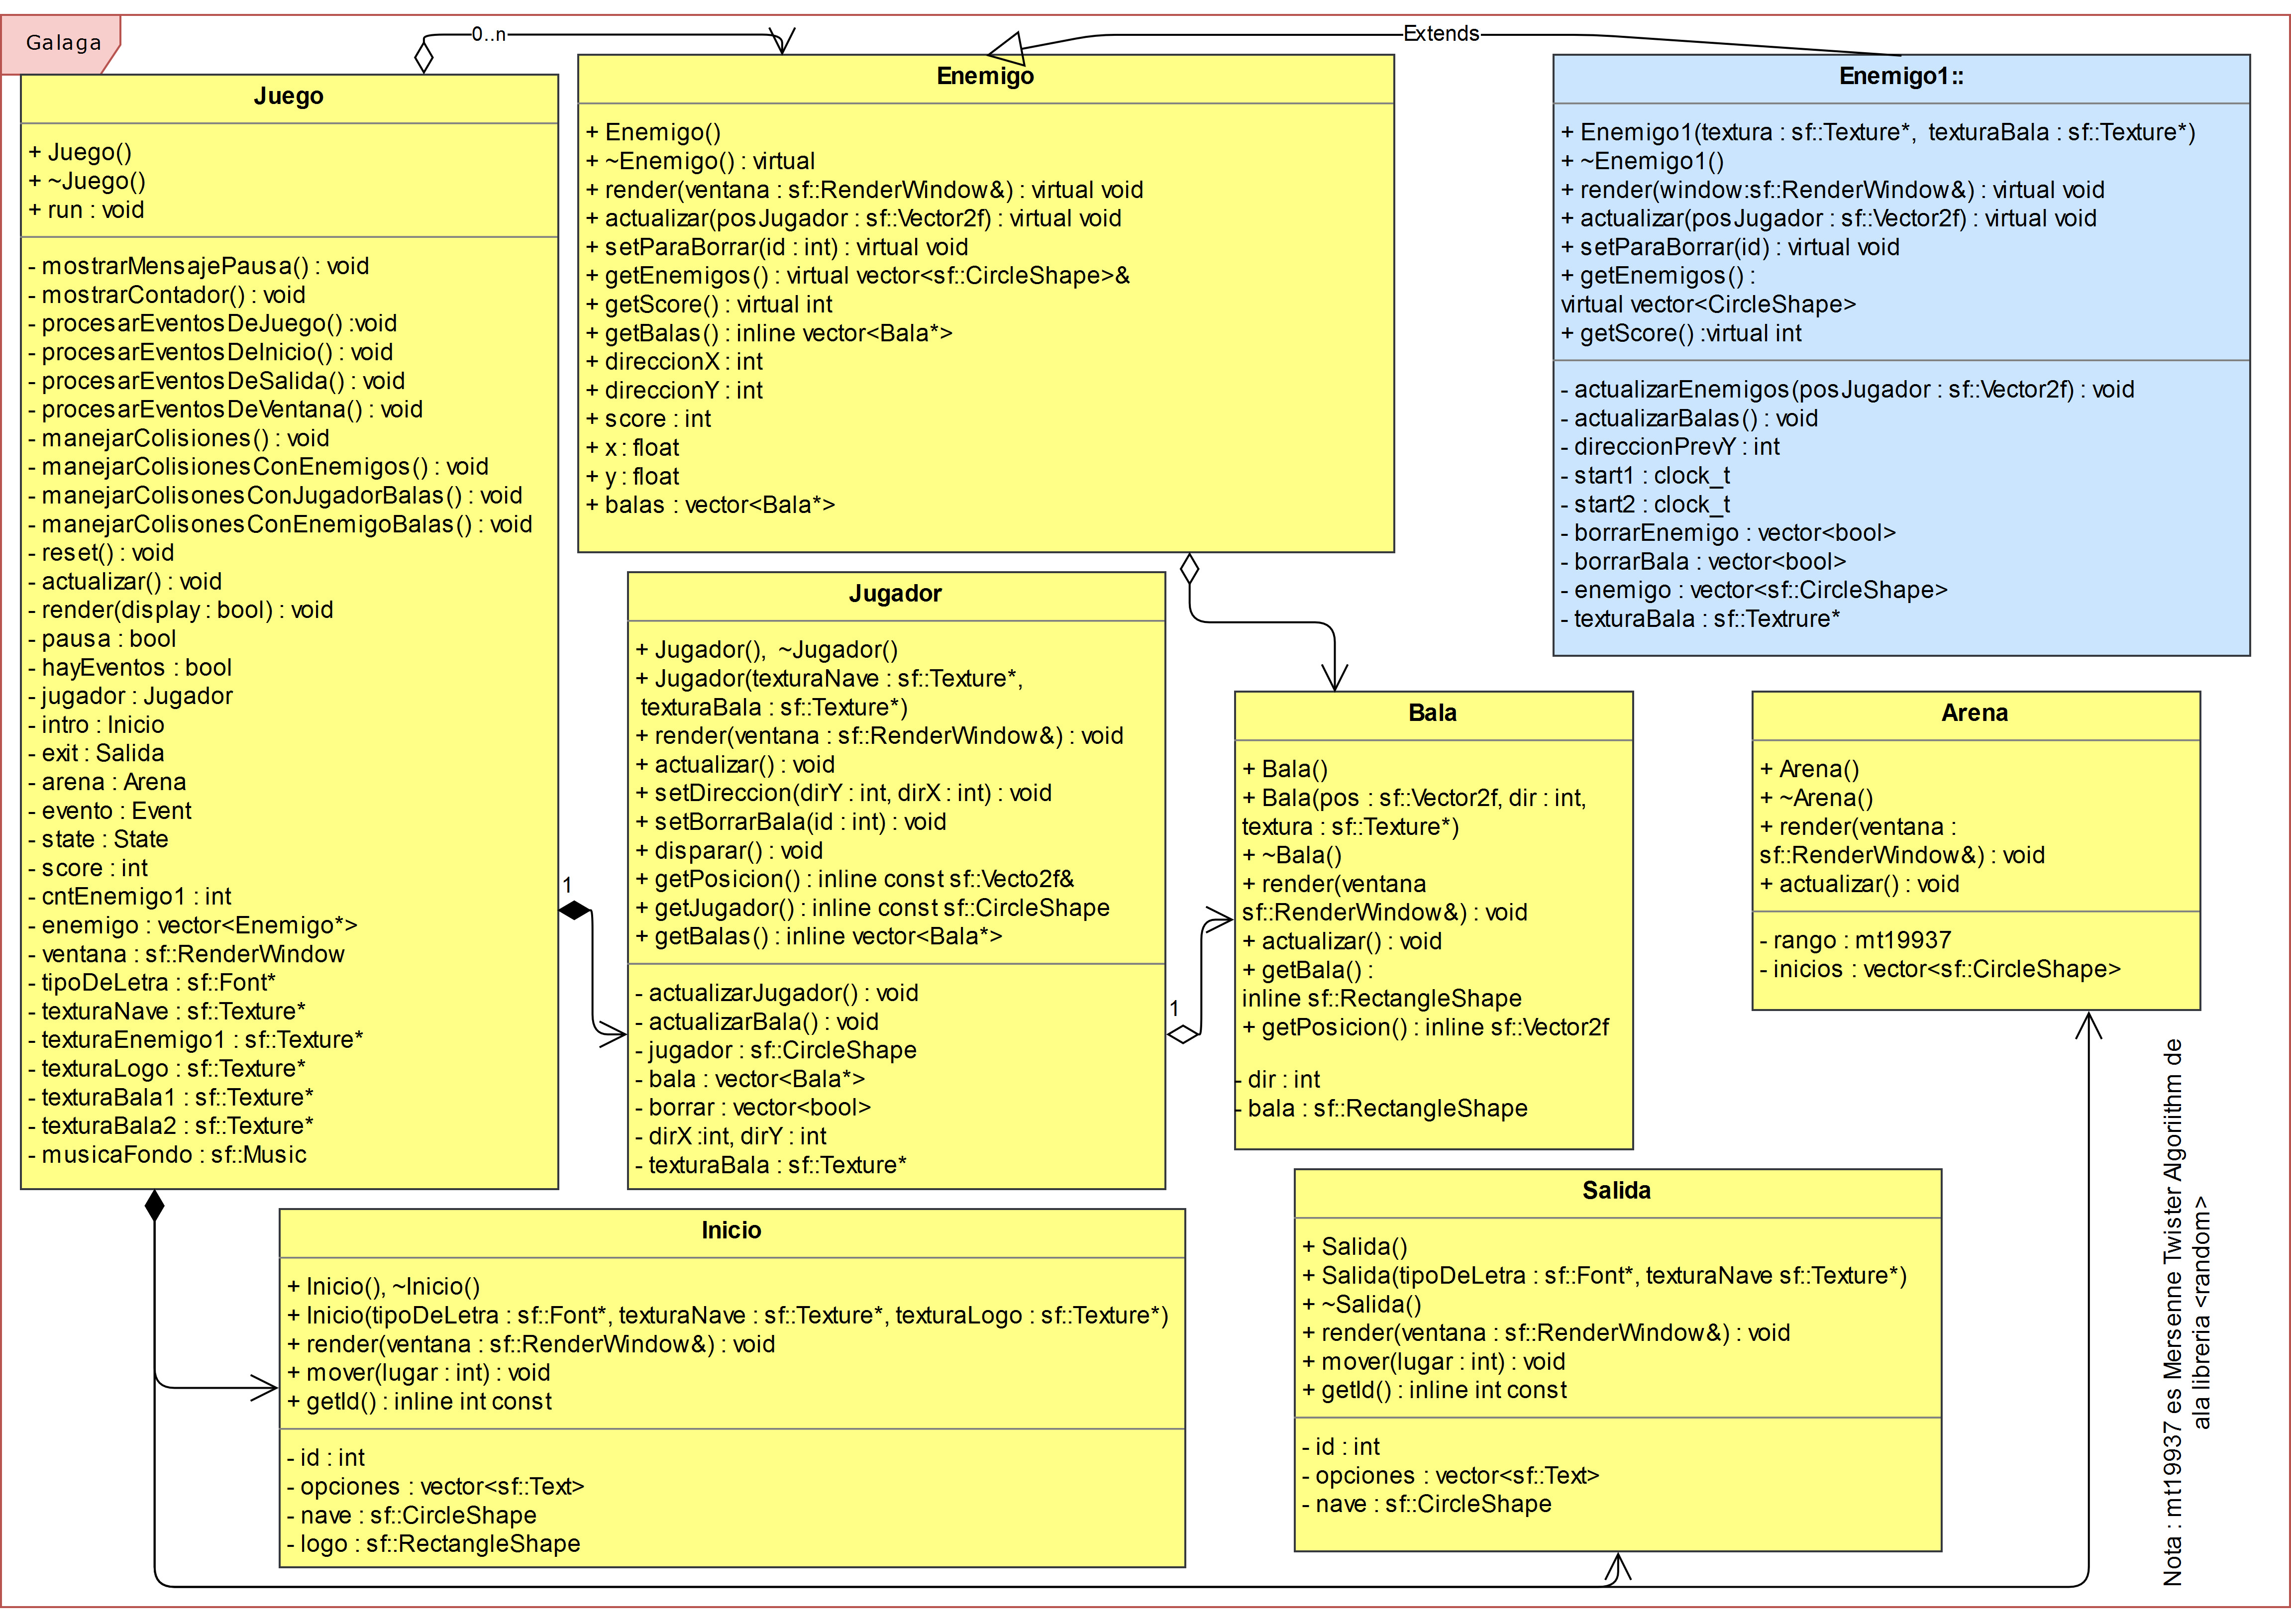 Galaga
0..n
Extends
Juego
+ Juego()
+ ~Juego()
+ run : void
- mostrarMensajePausa() : void
- mostrarContador() : void
- procesarEventosDeJuego() :void
- procesarEventosDeInicio() : void
- procesarEventosDeSalida() : void
- procesarEventosDeVentana() : void
- manejarColisiones() : void
- manejarColisionesConEnemigos() : void
- manejarColisonesConJugadorBalas() : void
- manejarColisonesConEnemigoBalas() : void
- reset() : void
- actualizar() : void
- render(display : bool) : void
- pausa : bool
- hayEventos : bool
- jugador : Jugador
- intro : Inicio
- exit : Salida
- arena : Arena
- evento : Event
- state : State
- score : int
- cntEnemigo1 : int
- enemigo : vector<Enemigo*>
- ventana : sf::RenderWindow
- tipoDeLetra : sf::Font*
- texturaNave : sf::Texture*
- texturaEnemigo1 : sf::Texture*
- texturaLogo : sf::Texture*
- texturaBala1 : sf::Texture*
- texturaBala2 : sf::Texture*
- musicaFondo : sf::Music
Enemigo
+ Enemigo()
+ ~Enemigo() : virtual
+ render(ventana : sf::RenderWindow&) : virtual void
+ actualizar(posJugador : sf::Vector2f) : virtual void
+ setParaBorrar(id : int) : virtual void
+ getEnemigos() : virtual vector<sf::CircleShape>&
+ getScore() : virtual int
+ getBalas() : inline vector<Bala*>
+ direccionX : int
+ direccionY : int
+ score : int
+ x : float
+ y : float
+ balas : vector<Bala*>
Enemigo1::
+ Enemigo1(textura : sf::Texture*,  texturaBala : sf::Texture*)
+ ~Enemigo1()
+ render(window:sf::RenderWindow&) : virtual void
+ actualizar(posJugador : sf::Vector2f) : virtual void
+ setParaBorrar(id) : virtual void
+ getEnemigos() :
virtual vector<CircleShape>
+ getScore() :virtual int
- actualizarEnemigos(posJugador : sf::Vector2f) : void
- actualizarBalas() : void
- direccionPrevY : int
- start1 : clock_t
- start2 : clock_t
- borrarEnemigo : vector<bool>
- borrarBala : vector<bool>
- enemigo : vector<sf::CircleShape>
- texturaBala : sf::Textrure*
Jugador
+ Jugador(),  ~Jugador()
+ Jugador(texturaNave : sf::Texture*,
texturaBala : sf::Texture*)
+ render(ventana : sf::RenderWindow&) : void
+ actualizar() : void
+ setDireccion(dirY : int, dirX : int) : void
+ setBorrarBala(id : int) : void
+ disparar() : void
+ getPosicion() : inline const sf::Vecto2f&
+ getJugador() : inline const sf::CircleShape
+ getBalas() : inline vector<Bala*>
- actualizarJugador() : void
- actualizarBala() : void
- jugador : sf::CircleShape
- bala : vector<Bala*>
- borrar : vector<bool>
- dirX :int, dirY : int
- texturaBala : sf::Texture*
1
1
Bala
+ Bala()
+ Bala(pos : sf::Vector2f, dir : int,
textura : sf::Texture*)
+ ~Bala()
+ render(ventana
sf::RenderWindow&) : void
+ actualizar() : void
+ getBala() :
inline sf::RectangleShape
+ getPosicion() : inline sf::Vector2f
- dir : int
- bala : sf::RectangleShape
Arena
+ Arena()
+ ~Arena()
+ render(ventana :
sf::RenderWindow&) : void
+ actualizar() : void
- rango : mt19937
- inicios : vector<sf::CircleShape>
Inicio
+ Inicio(), ~Inicio()
+ Inicio(tipoDeLetra : sf::Font*, texturaNave : sf::Texture*, texturaLogo : sf::Texture*)
+ render(ventana : sf::RenderWindow&) : void
+ mover(lugar : int) : void
+ getId() : inline int const
- id : int
- opciones : vector<sf::Text>
- nave : sf::CircleShape
- logo : sf::RectangleShape
Salida
+ Salida()
+ Salida(tipoDeLetra : sf::Font*, texturaNave sf::Texture*)
+ ~Salida()
+ render(ventana : sf::RenderWindow&) : void
+ mover(lugar : int) : void
+ getId() : inline int const
- id : int
- opciones : vector<sf::Text>
- nave : sf::CircleShape
Nota : mt19937 es Mersenne Twister Algoriithm de
ala libreria <random>